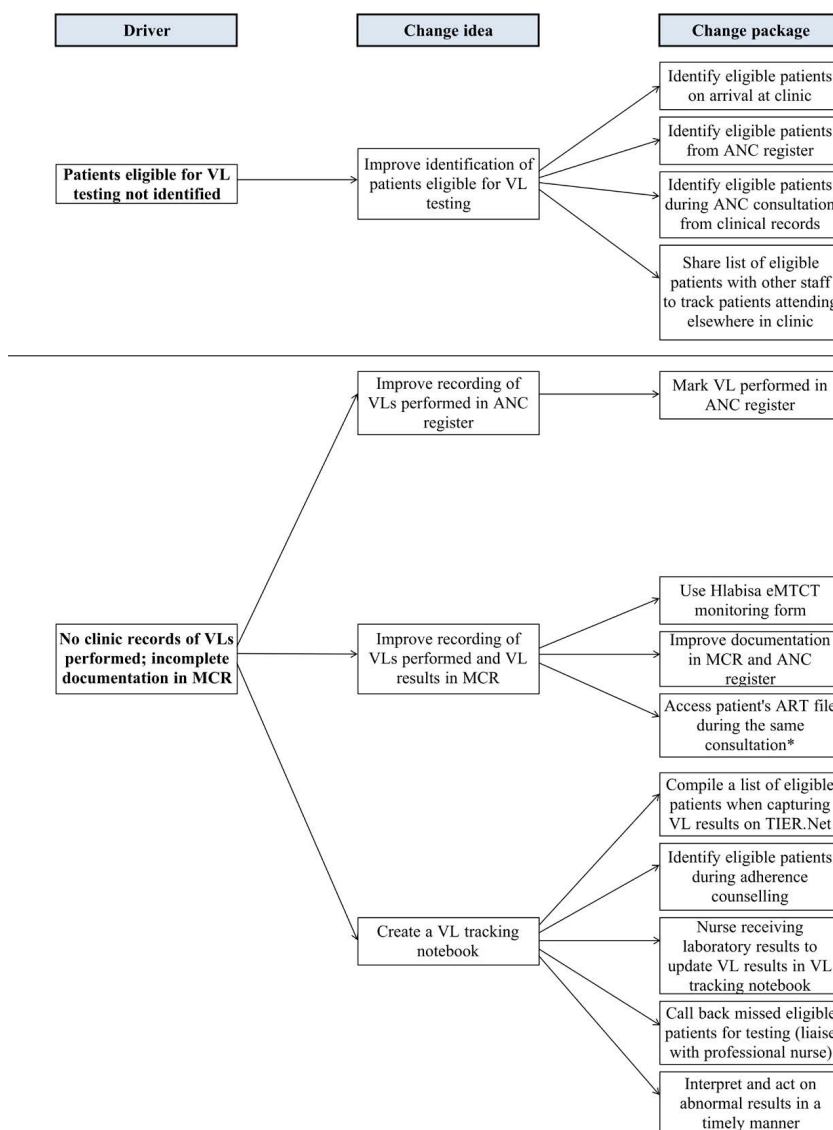 Driver
Change idea
Change package
Patients eligible for VL
testing not identified
Improve identification of
patients eligible for VL
testing
Identify eligible patients
on arrival at clinic
Identify eligible patients
from ANC register
Identify eligible patients
during ANC consultation
from clinical records
Share list of eligible
patients with other staff
to track patients attending
elsewhere in clinic
No clinic records of VLs
performed; incomplete
documentation in MCR
Improve recording of
VLs performed in ANC
register
Mark VL performed in
ANC register
Improve recording of
VLs performed and VL
results in MCR
Use Hlabisa eMTCT
monitoring form
Improve documentation
in MCR and ANC
register
Access patient's ART file
during the same
consultation*
Create a VL tracking
notebook
Compile a list of eligible
patients when capturing
VL results on TIER.Net
Identify eligible patients
during adherence
counselling
Nurse receiving
laboratory results to
update VL results in VL
tracking notebook
Call back missed eligible
patients for testing (liaise
with professional nurse)
Interpret and act on
abnormal results in a
timely manner